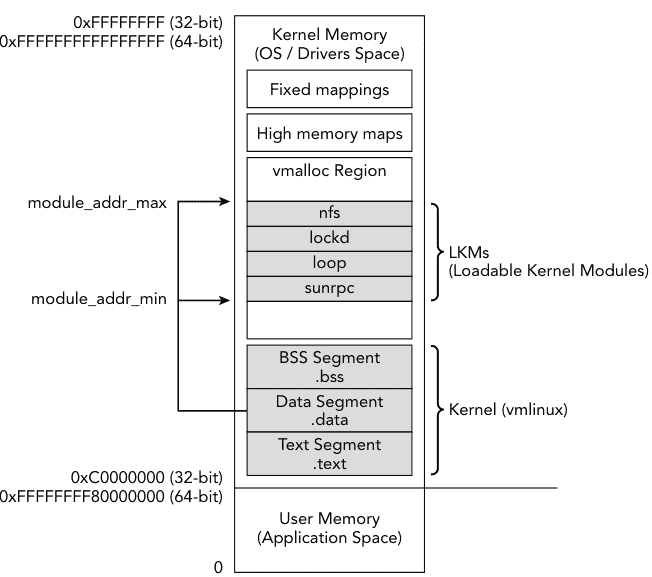 0xFFFFFFFF (32-bit)
0xFFFFFFFFFFFFFFFF (64-bit)
Kernel Memory
(OS / Drivers Space)
Fixed mappings
High memory maps
vmalloc Region
module_addr_max
nfs
lockd
loop
sunrpc
LKMs
(Loadable Kernel Modules)
module_addr_min
BSS Segment
.bss
Data Segment
.data
Text Segment
.text
Kernel (vmlinux)
0xC0000000 (32-bit)
0xFFFFFFFF80000000 (64-bit)
User Memory
(Application Space)
0